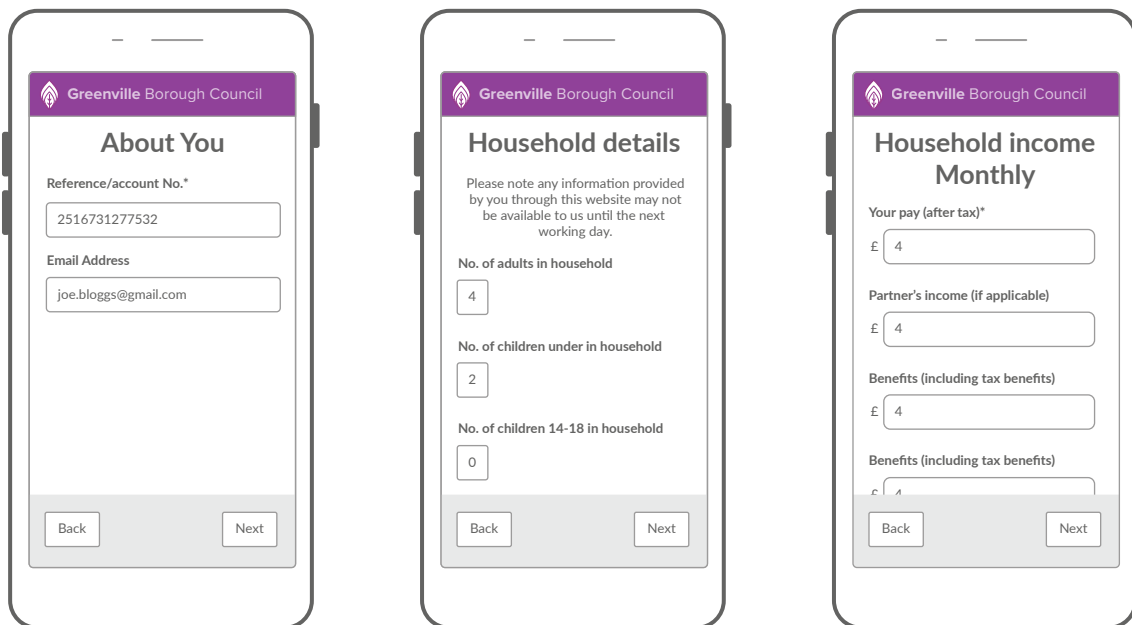 Greenville Borough Council
About You
Reference/account No.*
2516731277532
Email Address
joe.bloggs@gmail.com
Back
Next
Greenville Borough Council
Household details
Please note any information provided
by you through this website may not
be available to us until the next
working day.
No. of adults in household
4
No. of children under in household
2
No. of children 14-18 in household
0
Back
Next
Greenville Borough Council
Household income
Monthly
Your pay (after tax)*
£ 4
Partner's income (if applicable)
£ 4
Benefits (including tax benefits)
£ 4
Benefits (including tax benefits)
£ 4
Back
Next